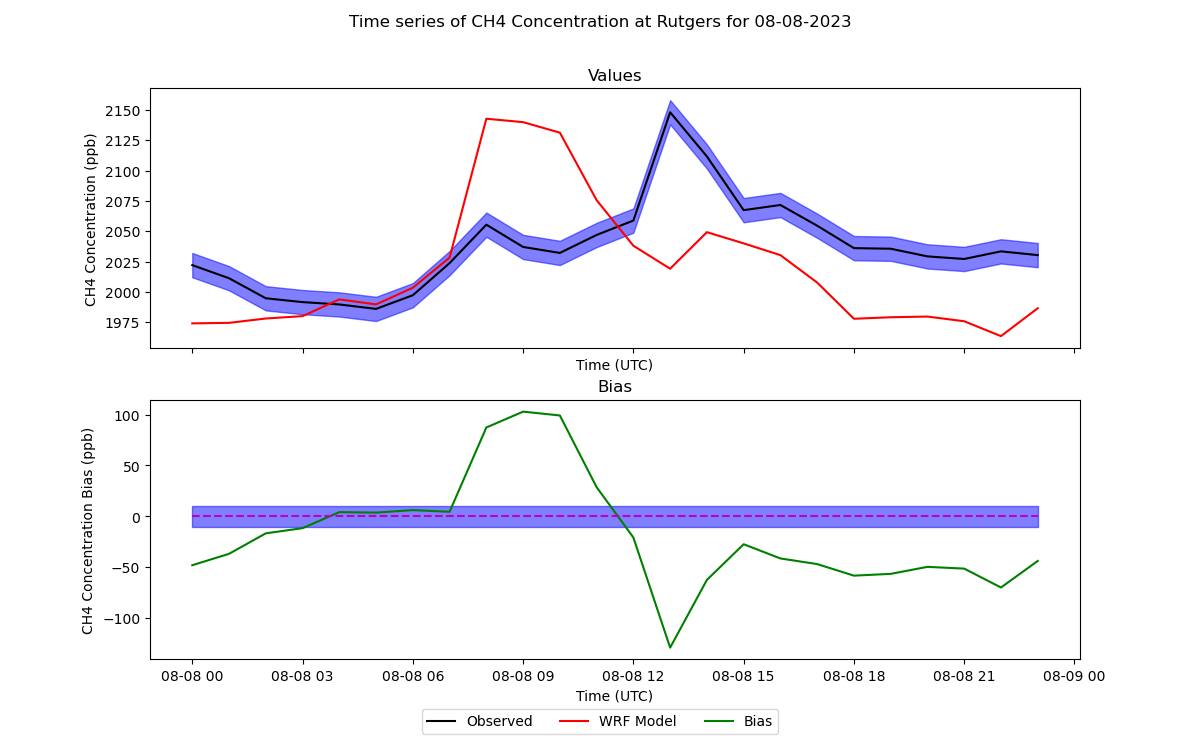 Time series of CH4 Concentration at Rutgers for 08-08-2023
Values
CH4 Concentration (ppb)
2150
2125
2100
2075
2050
2025
2000
1975
Time (UTC)
Bias
CH4 Concentration Bias (ppb)
100
50
0
−50
−100
08-08 00 08-08 03 08-08 06 08-08 09 08-08 12 08-08 15 08-08 18 08-08 21 08-09 00
Time (UTC)
Observed WRF Model Bias